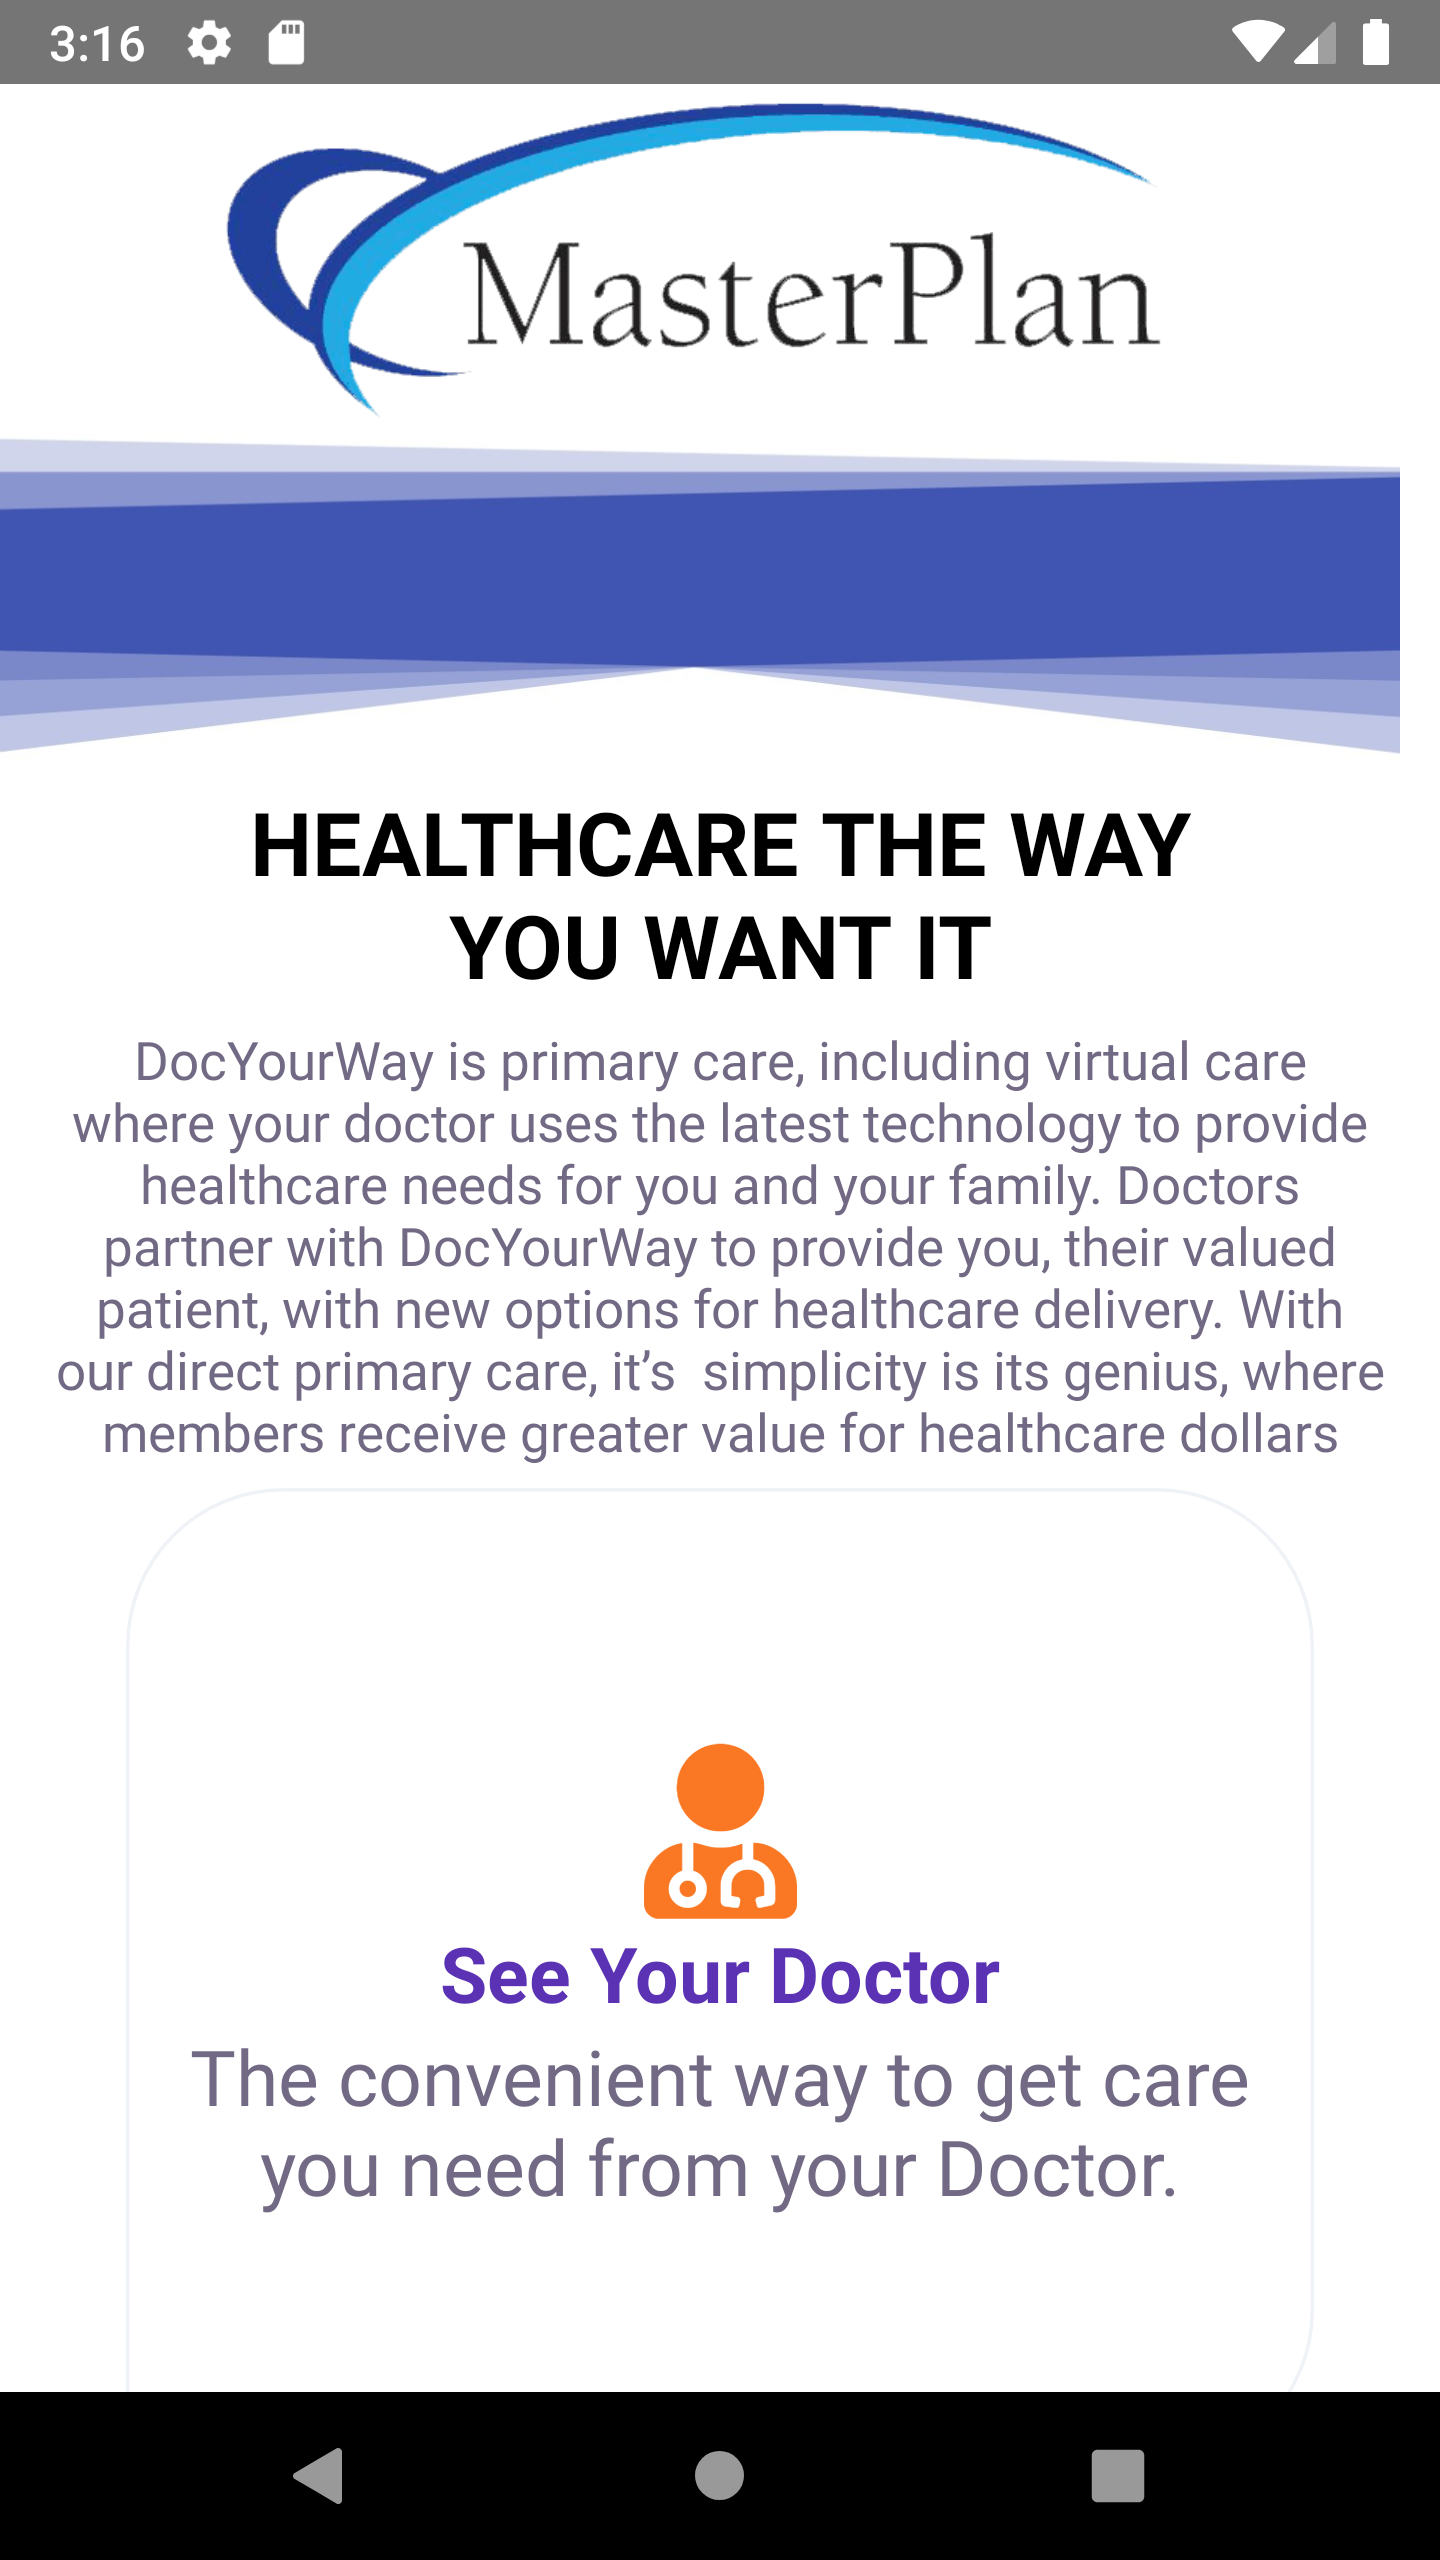 3:16
MasterPlan
HEALTHCARE THE WAY
YOU WANT IT
DocYourWay is primary care, including virtual care
where your doctor uses the latest technology to provide
healthcare needs for you and your family. Doctors
partner with DocYourWay to provide you, their valued
patient, with new options for healthcare delivery. With
our direct primary care, it’s  simplicity is its genius, where
members receive greater value for healthcare dollars
See Your Doctor
The convenient way to get care
you need from your Doctor.